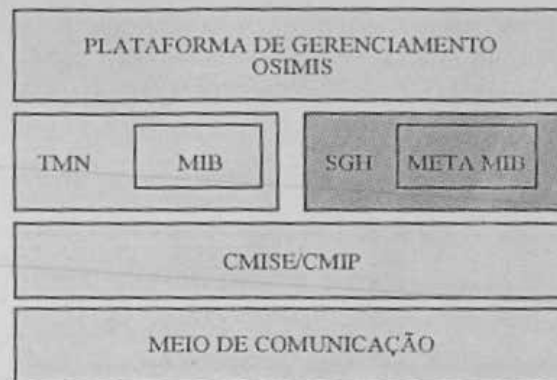 PLATAFORMA DE GERENCIAMENTO
OSIMIS
TMN MIB SGH META MIB
CMISE/CMIP
MEIO DE COMUNICAÇÃO